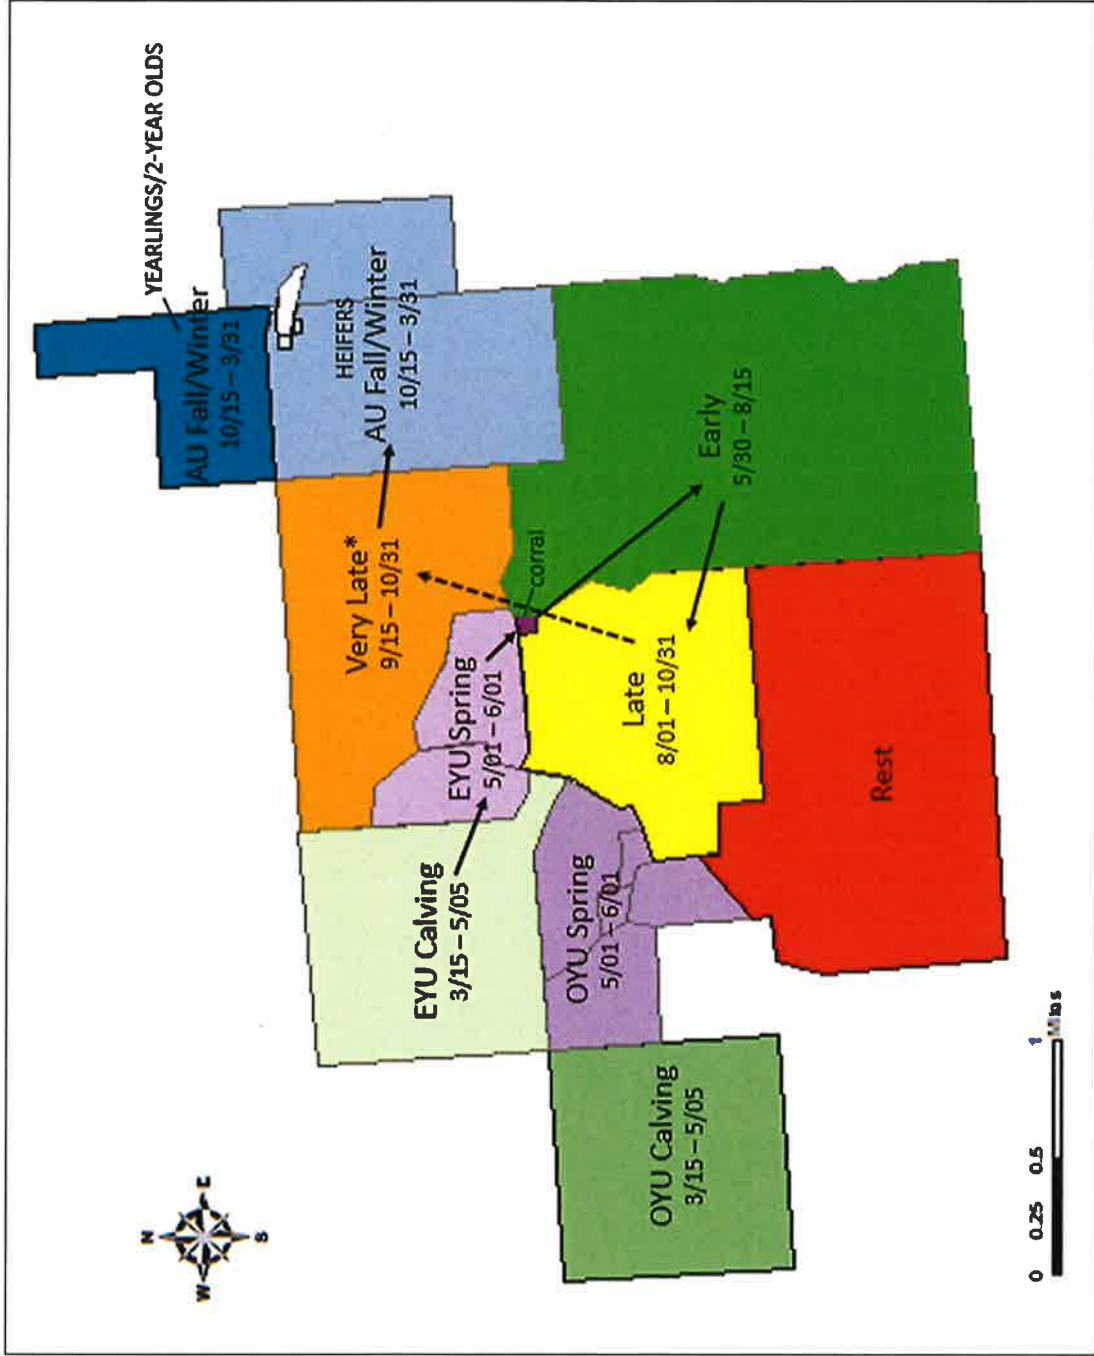 YEARLINGS/2-YEAR OLDS
AU Fall/Winter
10/15 – 3/31
HEIFERS
AU Fall/Winter
10/15 – 3/31
Very Late*
9/15 – 10/31
EYU Spring
5/01 – 6/01
corral
EYU Calving
3/15 – 5/05
Early
5/30 – 8/15
Late
8/01 – 10/31
OYU Spring
5/01 – 6/01
OYU Calving
3/15 – 5/05
Rest
N
W
E
S
0 0.25 0.5 1
Miles